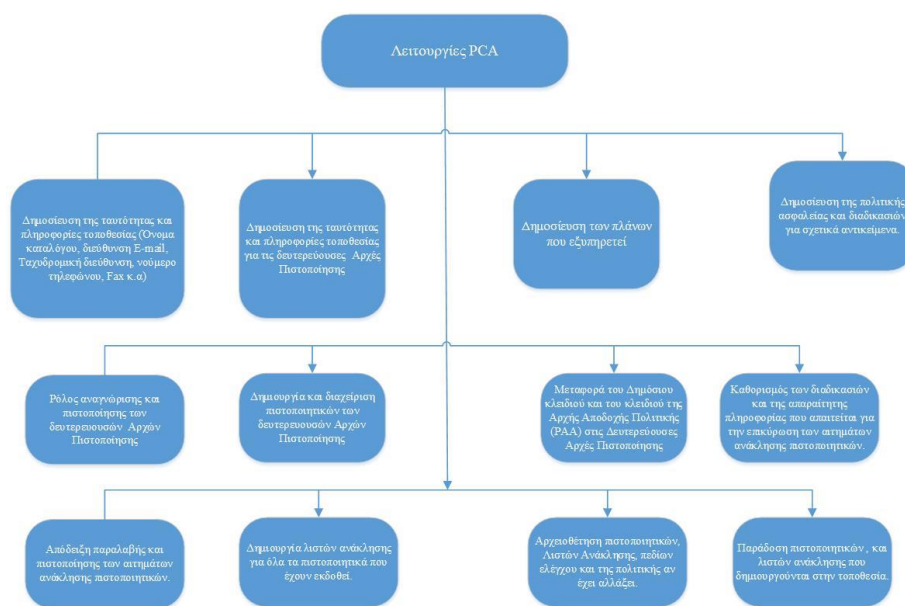 Λειτουργίες PCA
Δημοσίευση της ταυτότητας και
πληροφορίες τοποθεσίας (Όνομα
καταλόγου, διεύθυνση E-mail,
Ταχυδρομική διεύθυνση, νούμερο
τηλεφώνου, Fax κ.α)
Δημοσίευση της ταυτότητας
και πληροφορίες τοποθεσίας
για τις δευτερεύουσες Αρχές
Πιστοποίησης
Δημοσίευση των πλάνων
που εξυπηρετεί
Δημοσίευση της πολιτικής
ασφαλείας και διαδικασιών
για σχετικά αντικείμενα.
Ρόλος αναγνώρισης και
πιστοποίησης των
δευτερευουσών Αρχών
Πιστοποίησης
Δημιουργία και διαχείριση
πιστοποιητικών των
δευτερευουσών Αρχών
Πιστοποίησης
Μεταφορά του Δημόσιου
κλειδιού και του κλειδιού της
Αρχής Αποδοχής Πολιτικής
(PAA) στις Δευτερεύουσες
Αρχές Πιστοποίησης
Καθορισμός των διαδικασιών
και της απαραίτητης
πληροφορίας που απαιτείται για
την επικύρωση των αιτημάτων
ανάκλησης πιστοποιητικών.
Απόδειξη παραλαβής και
πιστοποίησης των αιτημάτων
ανάκλησης πιστοποιητικών.
Δημιουργία λιστών ανάκλησης
για όλα τα πιστοποιητικά που
έχουν εκδοθεί.
Αρχειοθέτηση πιστοποιητικών,
Λιστών Ανάκλησης, πεδίων
ελέγχου και της πολιτικής αν
έχει αλλάξει.
Παράδοση πιστοποιητικών , και
λιστών ανάκλησης που
δημιουργούνται στην τοποθεσία.